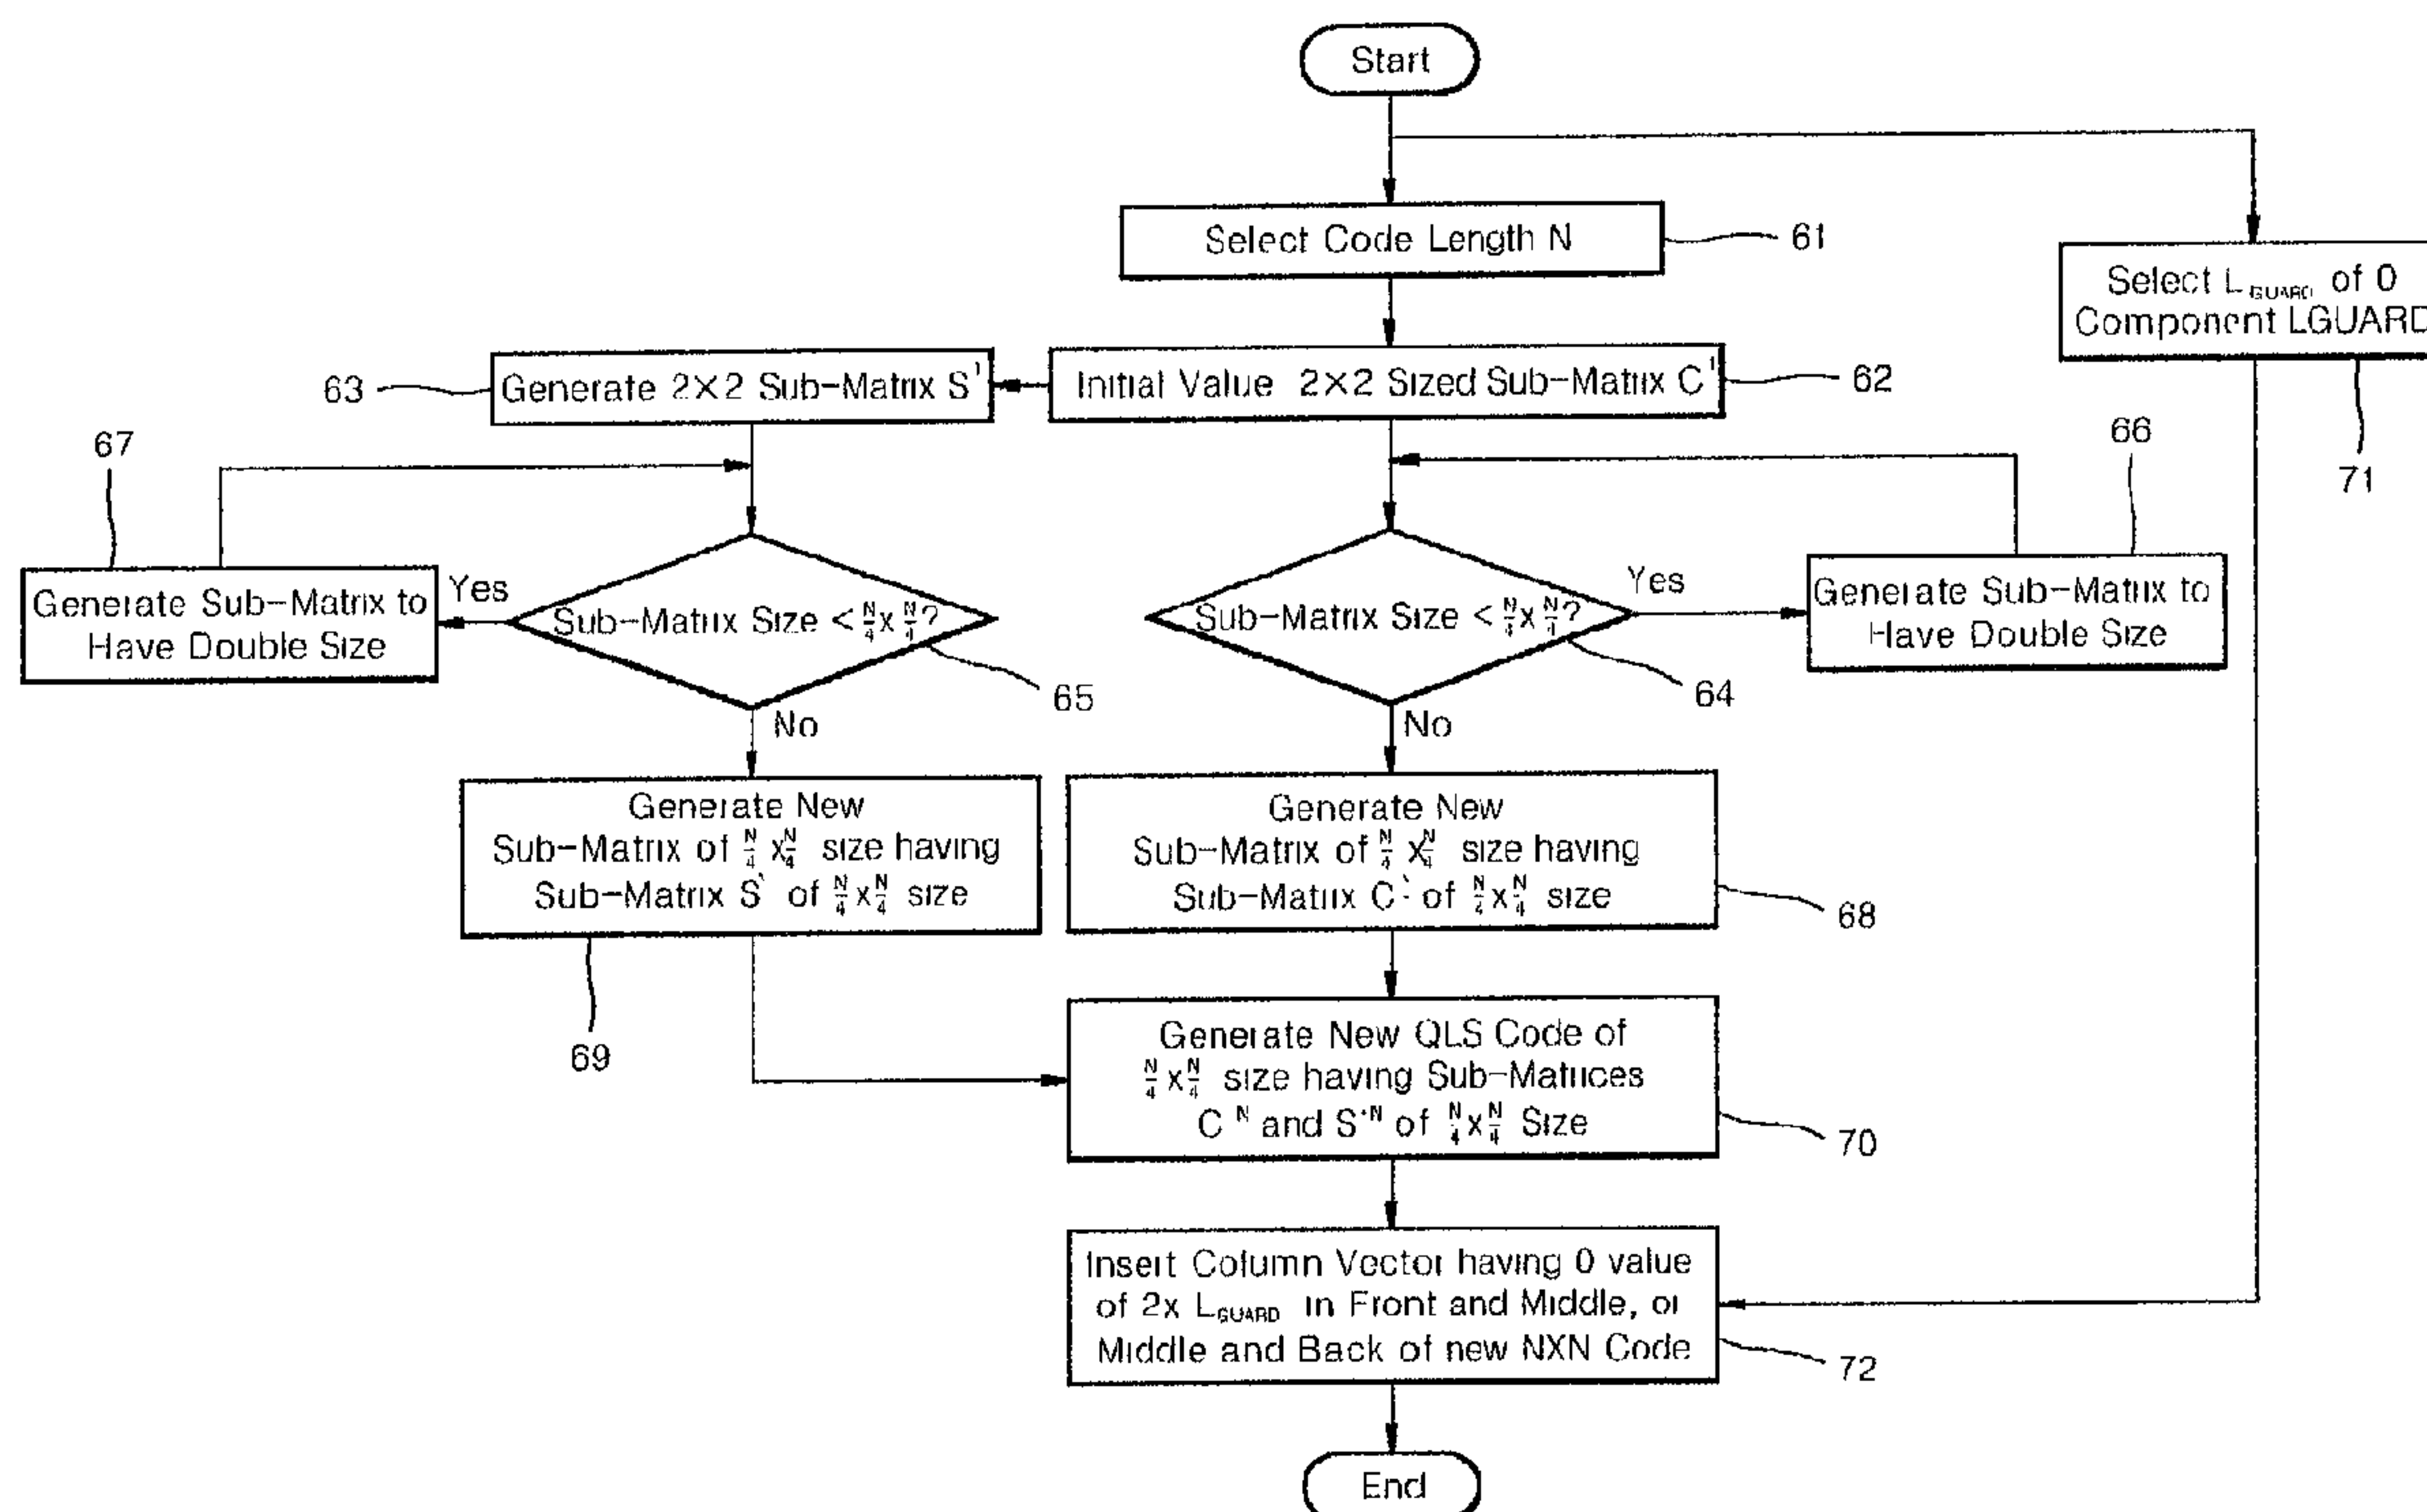 Start
Select Code Length N
61
Select L GUARD of 0
Component LGUARD
71
63
Generate 2×2 Sub-Matrix S'
Initial Value 2×2 Sized Sub-Matrix C'
62
67
66
Generate Sub-Matrix to
Have Double Size
Yes
Sub-Matrix Size < N/4 x N/4?
65
No
Sub-Matrix Size < N/4 x N/4?
Yes
64
No
Generate Sub-Matrix to
Have Double Size
Generate New
Sub-Matrix of N/4 x N/4 size having
Sub-Matrix S' of N/4 x N/4 size
69
Generate New
Sub-Matrix of N/4 x N/4 size having
Sub-Matrix C' of N/4 x N/4 size
68
Generate New QLS Code of
N/4 x N/4 size having Sub-Matrices
C N and S'N of N/4 x N/4 Size
70
Insert Column Vector having 0 value
of 2x L GUARD in Front and Middle, or
Middle and Back of new NXN Code
72
End